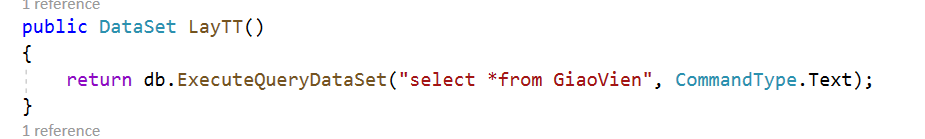 1 reference
public DataSet LayTT()
{
return db.ExecuteQueryDataSet("select *from GiaoVien", CommandType.Text);
}
1 reference